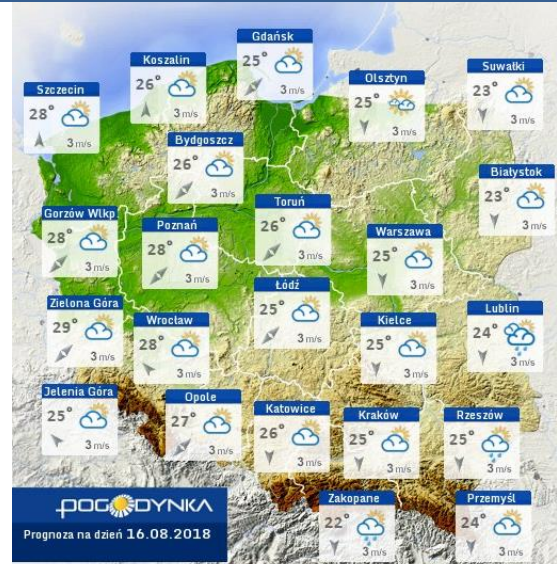 Gdańsk
25°
3 m/s
Koszalin
26°
3 m/s
Szczecin
28°
3 m/s
Olsztyn
25°
3 m/s
Suwałki
23°
3 m/s
Bydgoszcz
26°
3 m/s
Białystok
23°
3 m/s
Gorzów Wlkp
28°
3 m/s
Poznań
28°
3 m/s
Toruń
26°
3 m/s
Warszawa
25°
3 m/s
Zielona Góra
29°
3 m/s
Wrocław
28°
3 m/s
Łódź
25°
3 m/s
Kielce
25°
3 m/s
Lublin
24°
3 m/s
Jelenia Góra
25°
3 m/s
Opole
27°
3 m/s
Katowice
26°
3 m/s
Kraków
25°
3 m/s
Rzeszów
25°
3 m/s
Zakopane
22°
3 m/s
Przemyśl
24°
3 m/s
POGODYNKA
Prognoza na dzień 16.08.2018